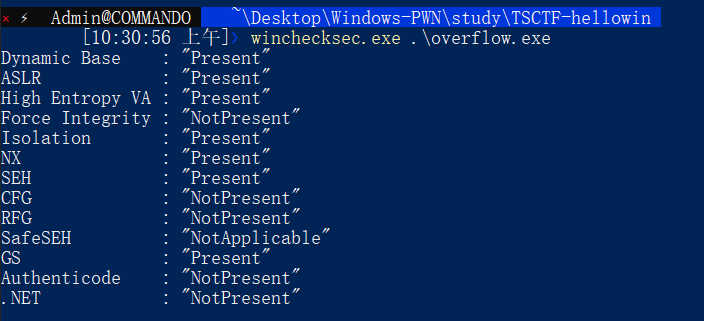 × ⚡ Admin@COMMANDO ~\Desktop\Windows-PWN\study\TSCTF-hellowin
[10:30:56 上午]> winchecksec.exe .\overflow.exe
Dynamic Base : "Present"
ASLR : "Present"
High Entropy VA : "Present"
Force Integrity : "NotPresent"
Isolation : "Present"
NX : "Present"
SEH : "Present"
CFG : "NotPresent"
RFG : "NotPresent"
SafeSEH : "NotApplicable"
GS : "Present"
Authenticode : "NotPresent"
.NET : "NotPresent"